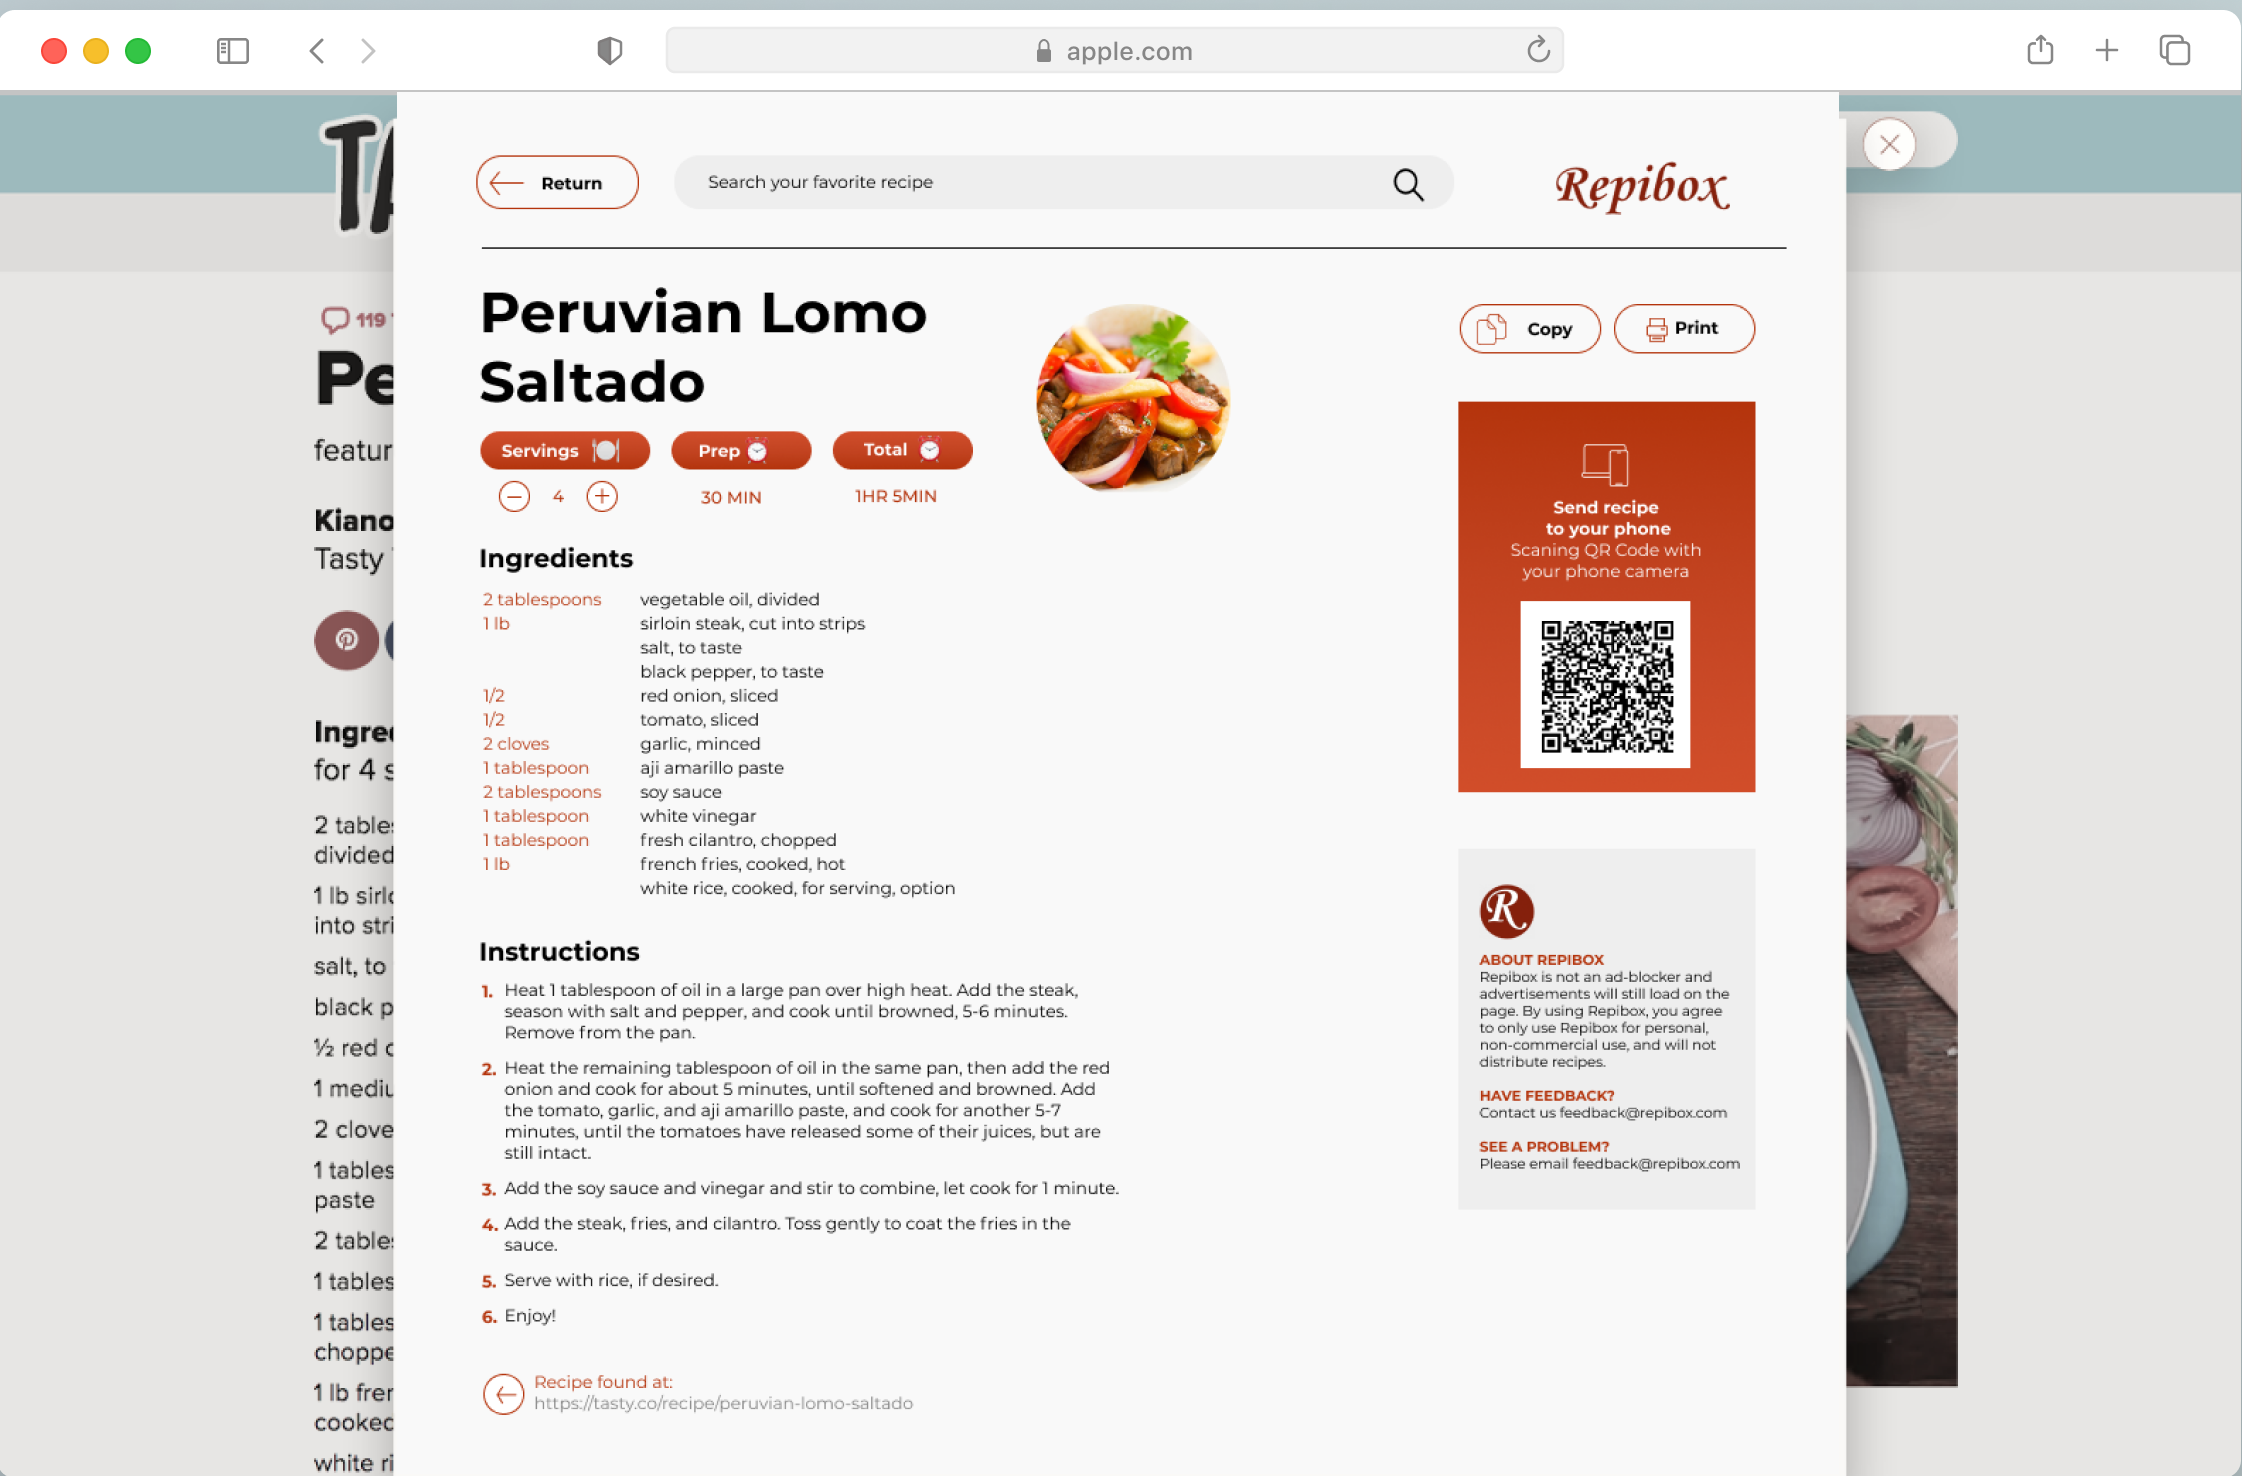 apple.com
TA
Return
Search your favorite recipe
Repibox
119
Pe
featur
Kiano
Tasty
Ingre
for 4 s
2 table
divided
1 lb sirlo
into stri
salt, to
black p
½ red o
1 mediu
2 clove
1 tables
paste
2 table
1 tables
1 tables
choppe
1 lb fren
cooked
white ri
Peruvian Lomo
Saltado
Copy
Print
Servings
Prep
Total
4
30 MIN
1HR 5MIN
Ingredients
2 tablespoons vegetable oil, divided
1 lb sirloin steak, cut into strips
salt, to taste
black pepper, to taste
1/2 red onion, sliced
1/2 tomato, sliced
2 cloves garlic, minced
1 tablespoon aji amarillo paste
2 tablespoons soy sauce
1 tablespoon white vinegar
1 tablespoon fresh cilantro, chopped
1 lb french fries, cooked, hot
white rice, cooked, for serving, option
Instructions
1. Heat 1 tablespoon of oil in a large pan over high heat. Add the steak,
season with salt and pepper, and cook until browned, 5-6 minutes.
Remove from the pan.
2. Heat the remaining tablespoon of oil in the same pan, then add the red
onion and cook for about 5 minutes, until softened and browned. Add
the tomato, garlic, and aji amarillo paste, and cook for another 5-7
minutes, until the tomatoes have released some of their juices, but are
still intact.
3. Add the soy sauce and vinegar and stir to combine, let cook for 1 minute.
4. Add the steak, fries, and cilantro. Toss gently to coat the fries in the
sauce.
5. Serve with rice, if desired.
6. Enjoy!
Recipe found at:
https://tasty.co/recipe/peruvian-lomo-saltado
Send recipe
to your phone
Scaning QR Code with
your phone camera
R
ABOUT REPIBOX
Repibox is not an ad-blocker and
advertisements will still load on the
page. By using Repibox, you agree
to only use Repibox for personal,
non-commercial use, and will not
distribute recipes.
HAVE FEEDBACK?
Contact us feedback@repibox.com
SEE A PROBLEM?
Please email feedback@repibox.com